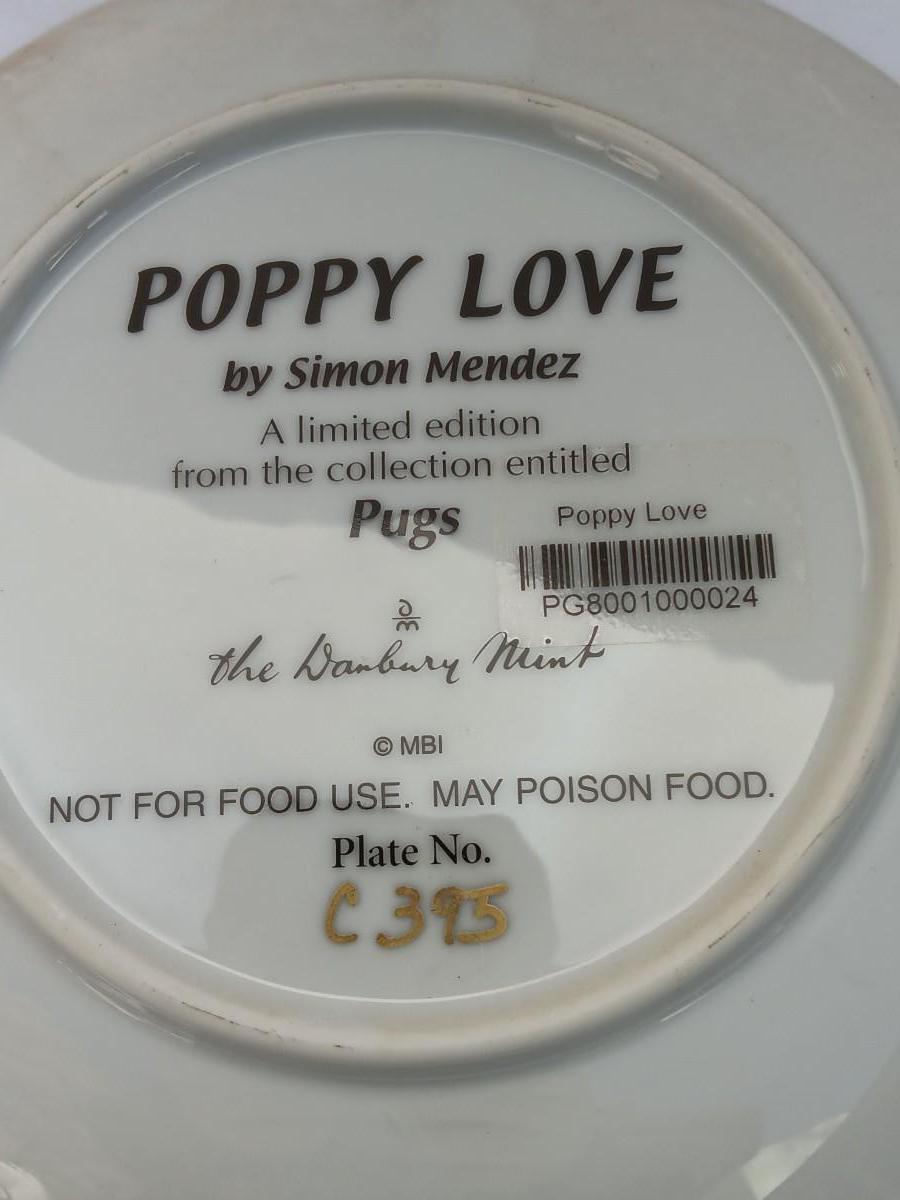 POPPY LOVE
by Simon Mendez
A limited edition
from the collection entitled
Pugs
Poppy Love
PG8001000024
the Danbury Mint
© MBI
NOT FOR FOOD USE. MAY POISON FOOD.
Plate No.
C 395